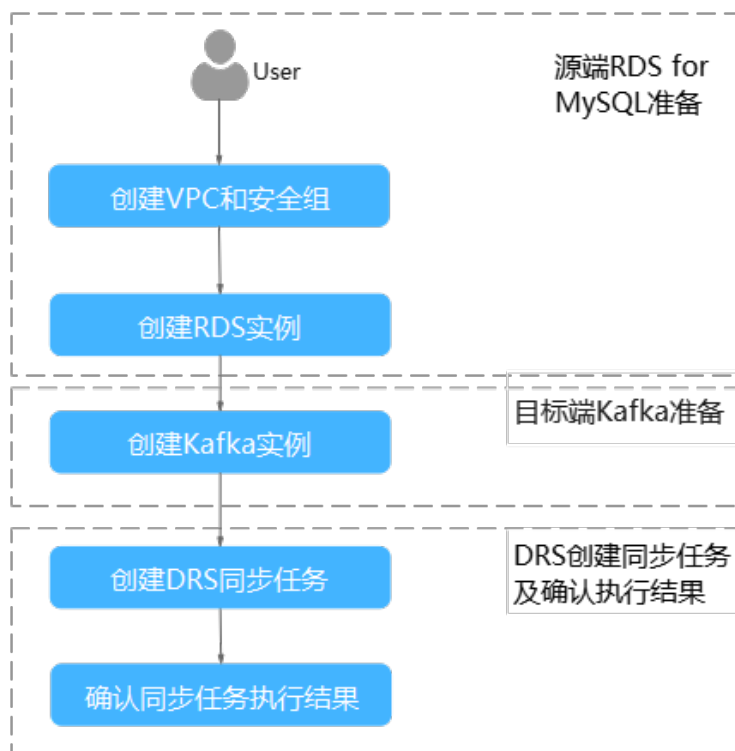 User
源端RDS for
MySQL准备
创建VPC和安全组
创建RDS实例
目标端Kafka准备
创建Kafka实例
DRS创建同步任务
及确认执行结果
创建DRS同步任务
确认同步任务执行结果